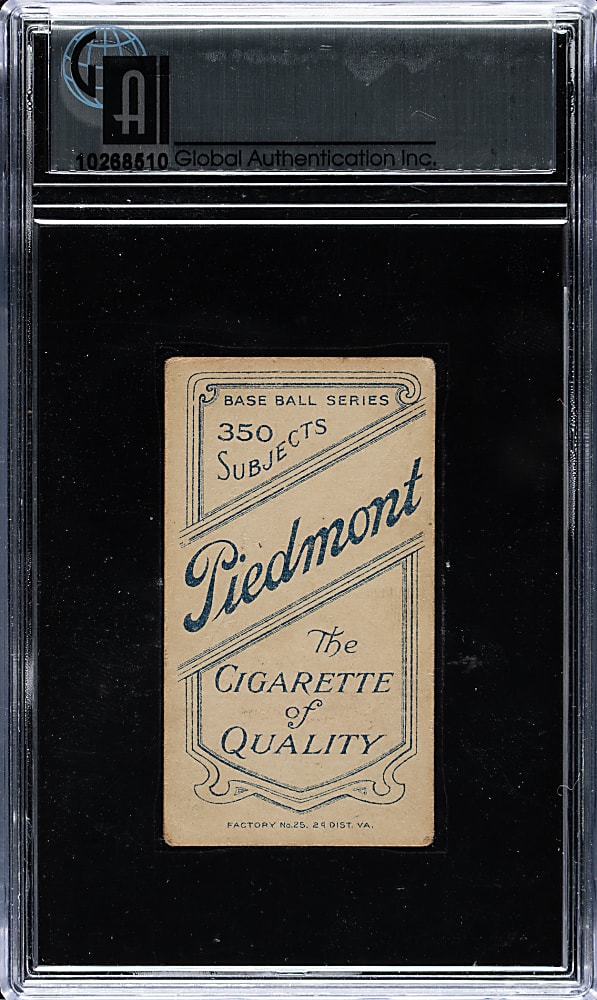 GA
10268510 Global Authentication Inc.
BASE BALL SERIES
350
SUBJECTS
Piedmont
The
CIGARETTE
of
QUALITY
FACTORY No. 25. 2d DIST. VA.